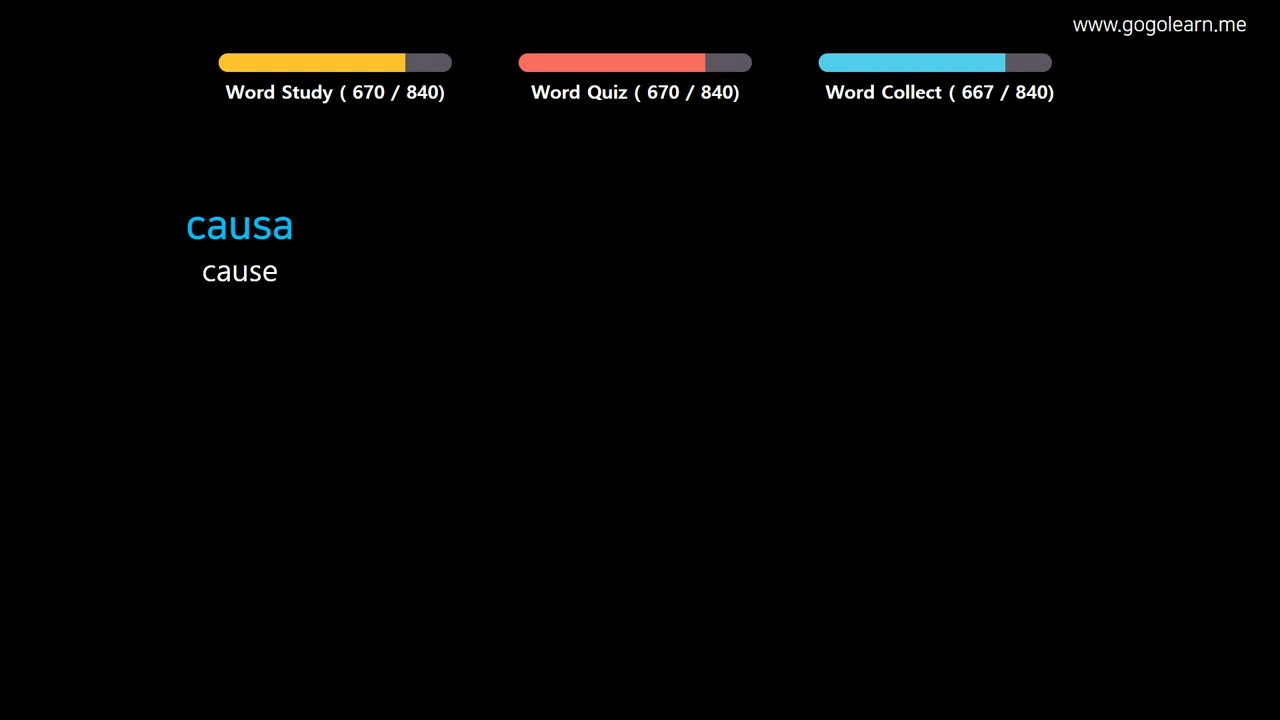 www.gogolearn.me
Word Study ( 670 / 840)
Word Quiz ( 670 / 840)
Word Collect ( 667 / 840)
causa
cause